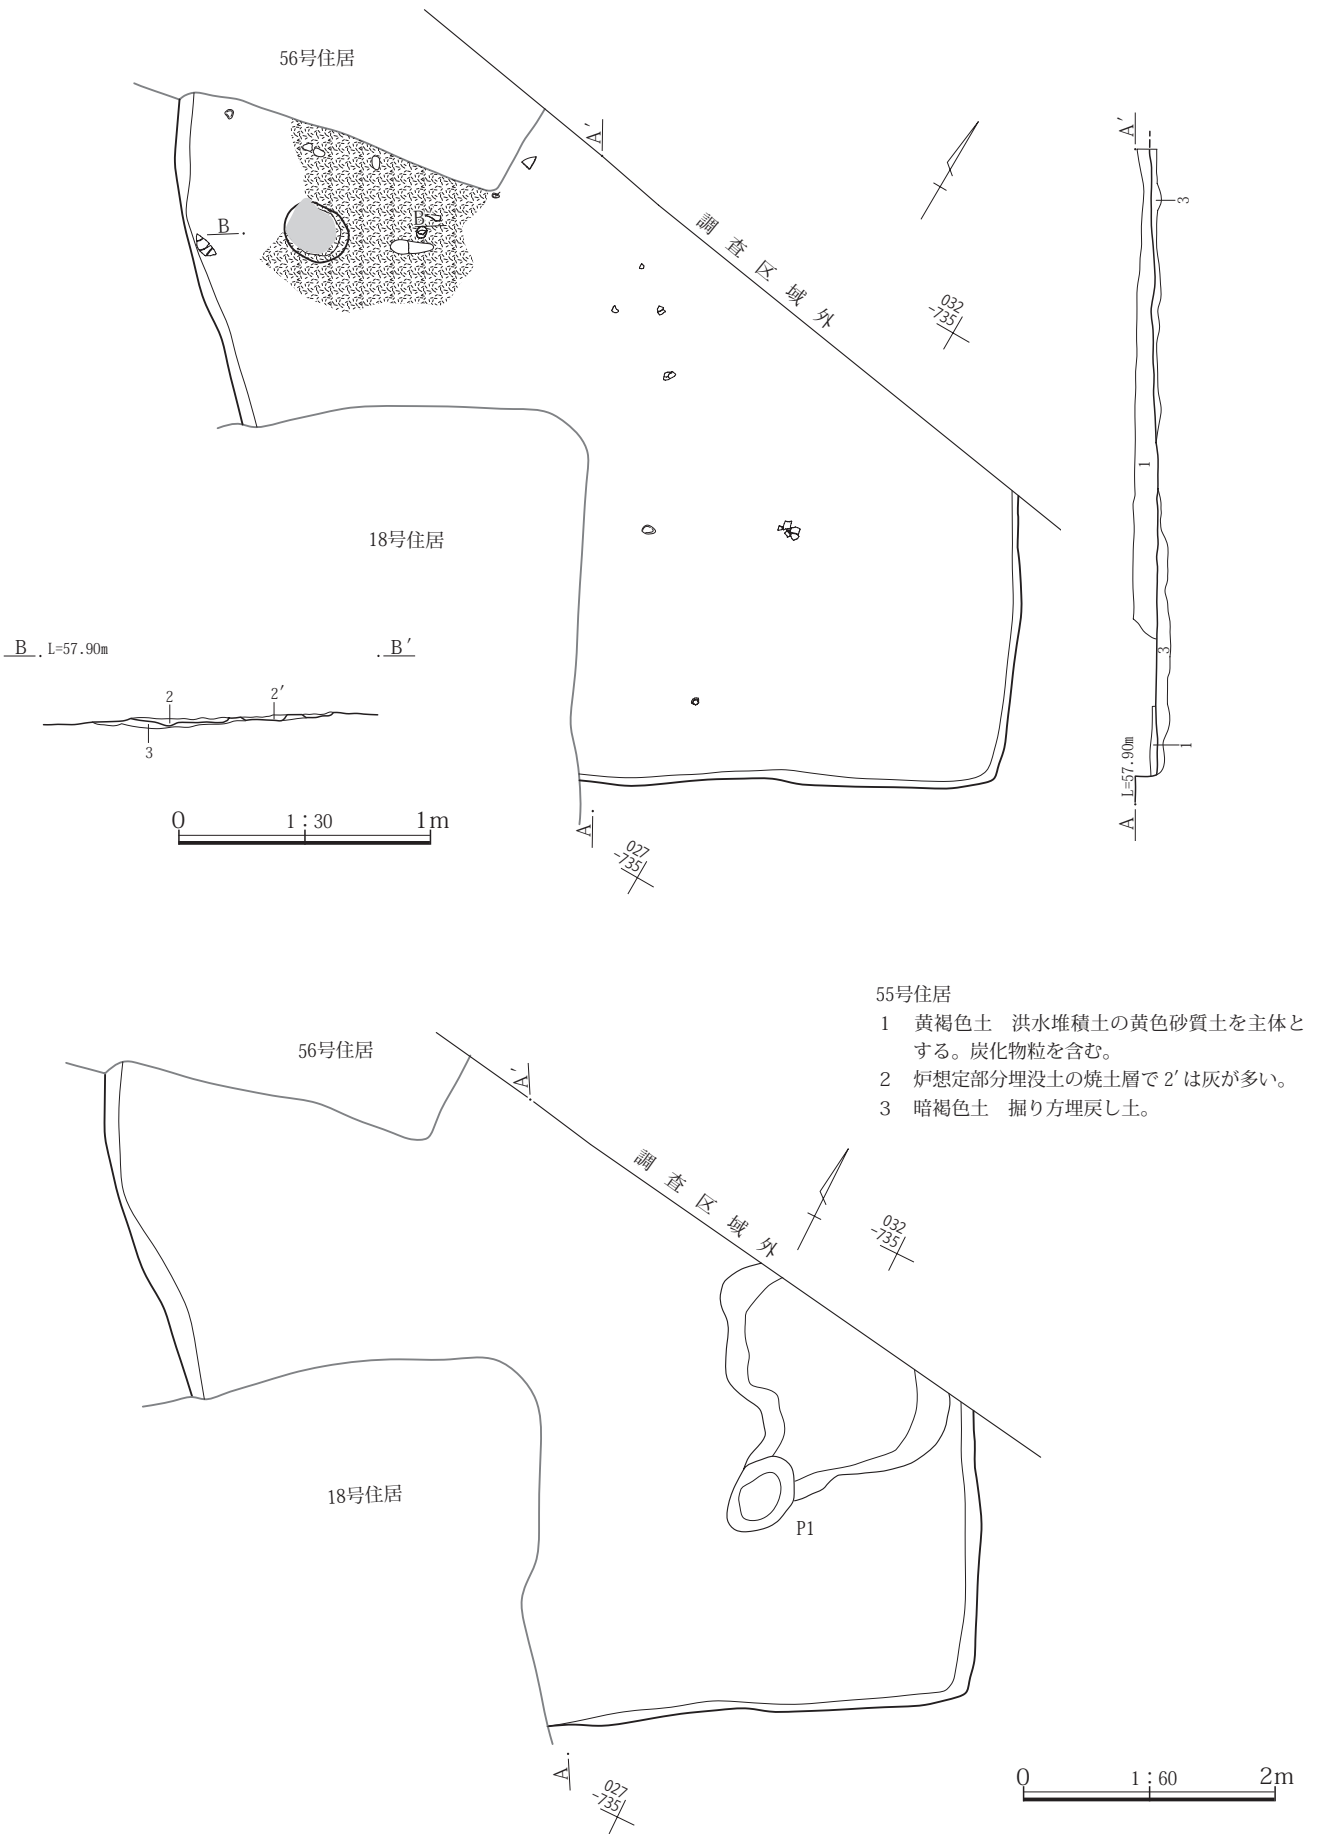 56号住居
A′
A′
3
B
B′
調査区域外
032
-735
1
18号住居
B L=57.90m
B′
2
2′
3
3
1
L=57.90m
A
A
0 1：30 1m
027
-735
55号住居
1 黄褐色土 洪水堆積土の黄色砂質土を主体と
する。炭化物粒を含む。
2 炉想定部分埋没土の焼土層で 2′は灰が多い。
3 暗褐色土 掘り方埋戻し土。
56号住居
A′
調査区域外
032
-735
18号住居
P1
A
027
-735
0 1：60 2m